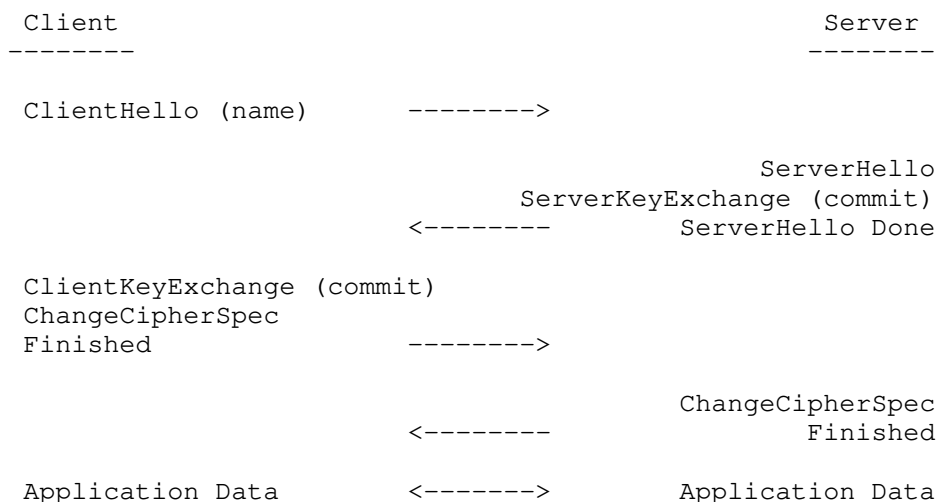 Client                                             Server
--------                                           --------
ClientHello (name)       -------->
ServerHello
ServerKeyExchange (commit)
<--------        ServerHello Done
ClientKeyExchange (commit)
ChangeCipherSpec
Finished                 -------->
ChangeCipherSpec
<--------                Finished
Application Data         <------->        Application Data